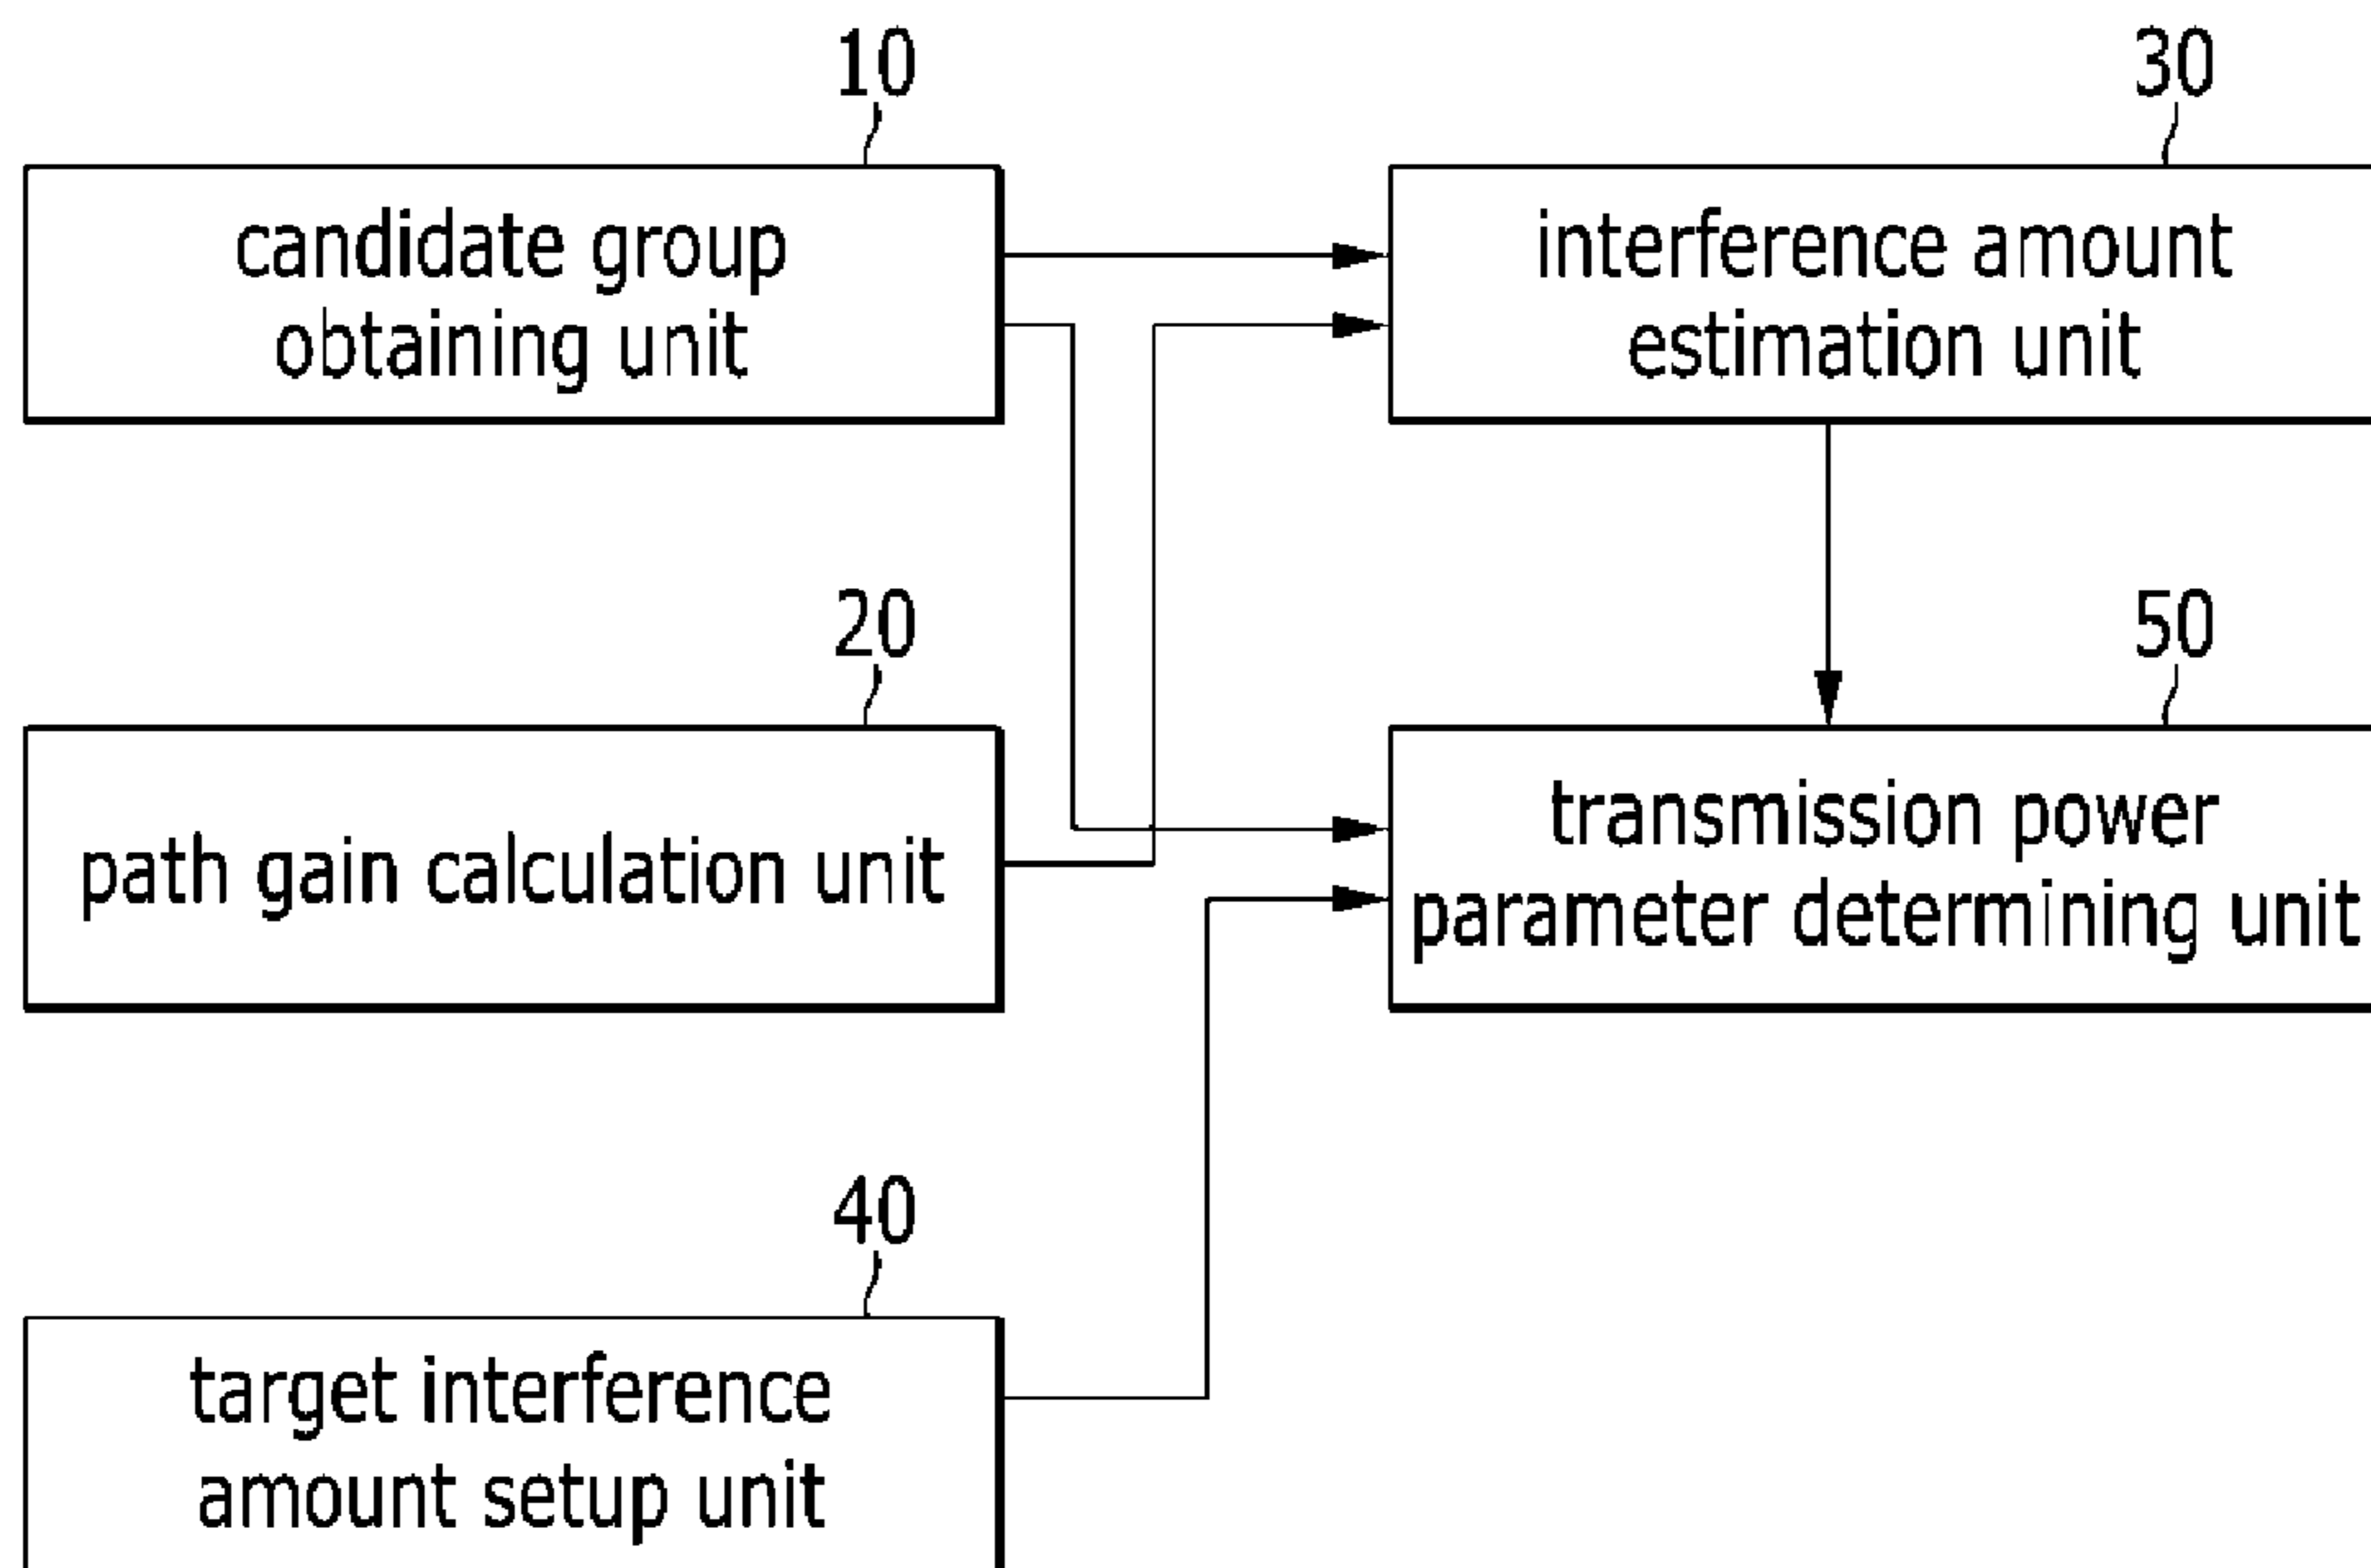 10
candidate group
obtaining unit
30
interference amount
estimation unit
20
path gain calculation unit
50
transmission power
parameter determining unit
40
target interference
amount setup unit